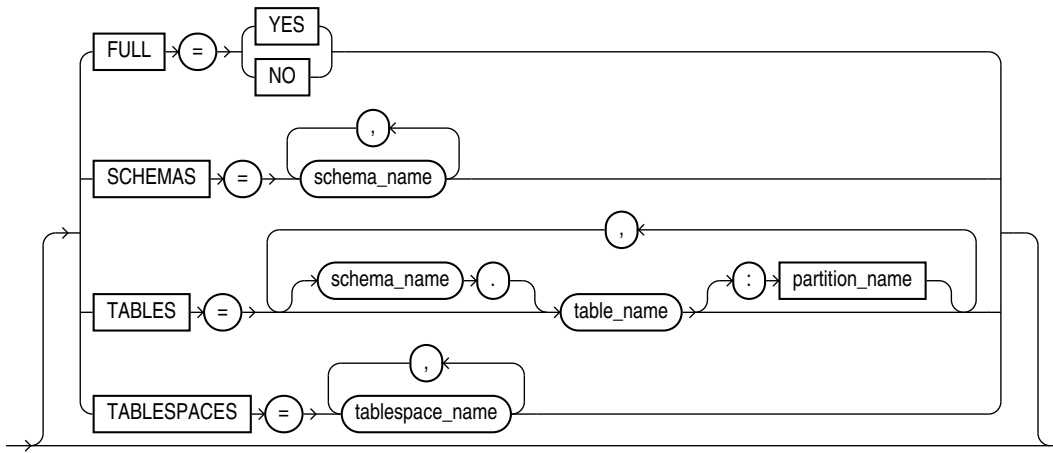 YES
FULL =
NO
,
SCHEMAS = schema_name
,
schema_name . : partition_name
TABLES = table_name
,
TABLESPACES = tablespace_name